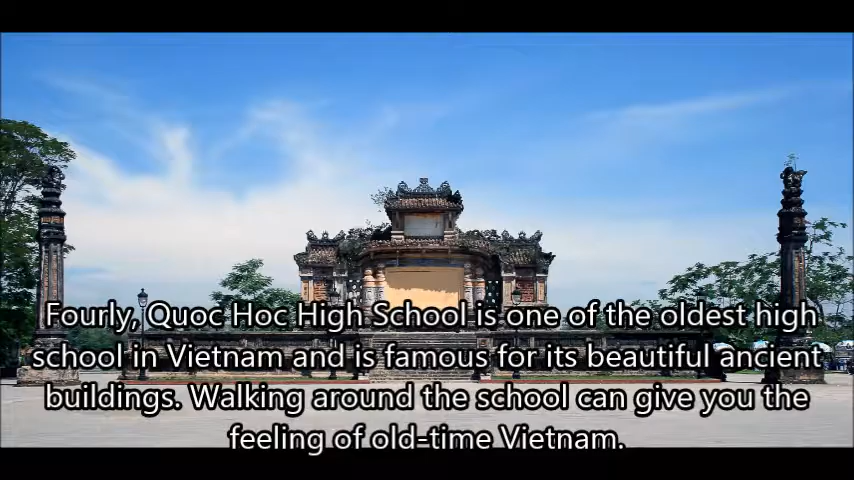 Fourly, Quoc Hoc High School is one of the oldest high
school in Vietnam and is famous for its beautiful ancient
buildings. Walking around the school can give you the
feeling of old-time Vietnam.